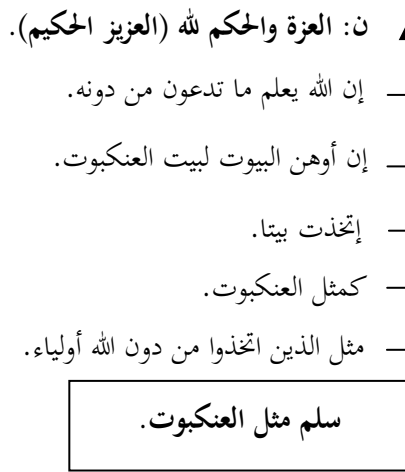 ن: العزة والحكم لله (العزيز الحكيم).
– إن الله يعلم ما تدعون من دونه.
– إن أوهن البيوت لبيت العنكبوت.
– إتخذت بيتا.
– كمثل العنكبوت.
– مثل الذين اتخذوا من دون الله أولياء.
سلم مثل العنكبوت.